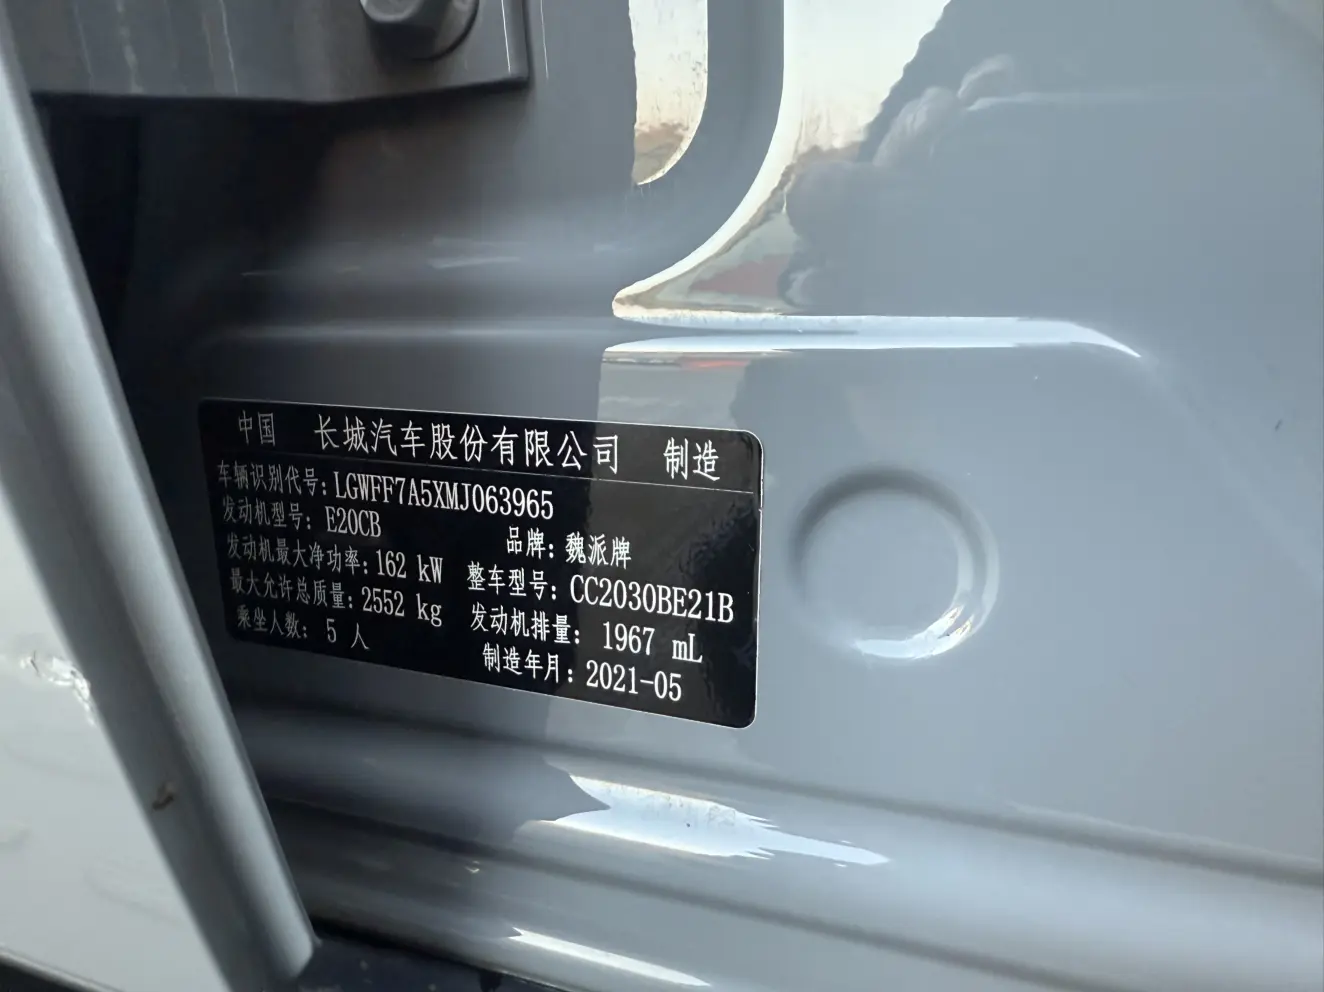 中国 长城汽车股份有限公司 制造
车辆识别代号: LGWFF7A5XMJ063965
发动机型号: E20CB 品牌: 魏派牌
发动机最大净功率: 162 kW 整车型号: CC2030BE21B
最大允许总质量: 2552 kg 发动机排量: 1967 mL
乘坐人数: 5 人 制造年月: 2021-05